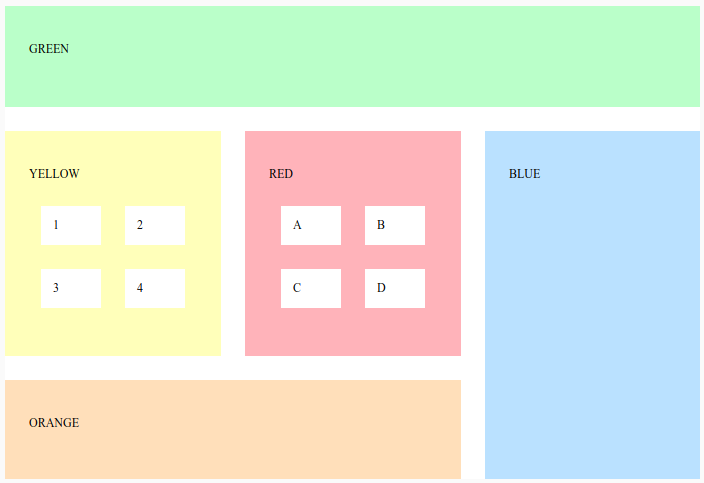 GREEN
YELLOW
1 2
3 4
RED
A B
C D
BLUE
ORANGE